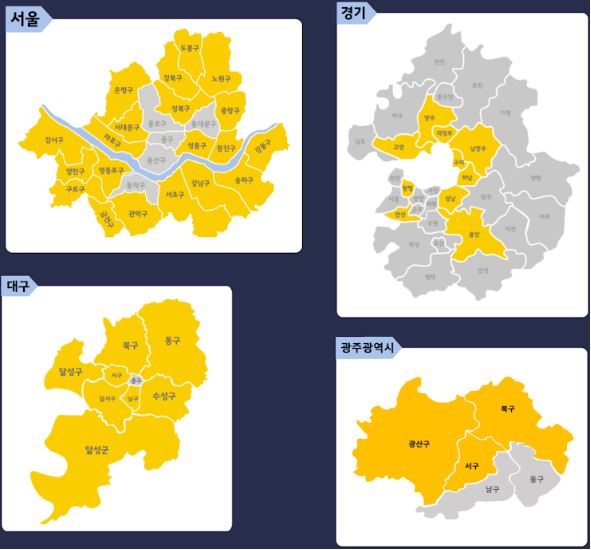 서울
도봉구
강북구
노원구
은평구
성북구
중랑구
종로구
동대문구
서대문구
강서구
마포구
중구
성동구
광진구
강동구
용산구
양천구
영등포구
구로구
동작구
강남구
송파구
서초구
금천구
관악구
경기
연천
포천
동두천
파주
양주
가평
의정부
김포
고양
남양주
구리
하남
양평
부천
광명
시흥
성남
광주
안산
수원
용인
이천
여주
화성
오산
평택
안성
대구
동구
북구
달성구
서구
중구
달서구
남구
수성구
달성군
광주광역시
북구
광산구
서구
동구
남구